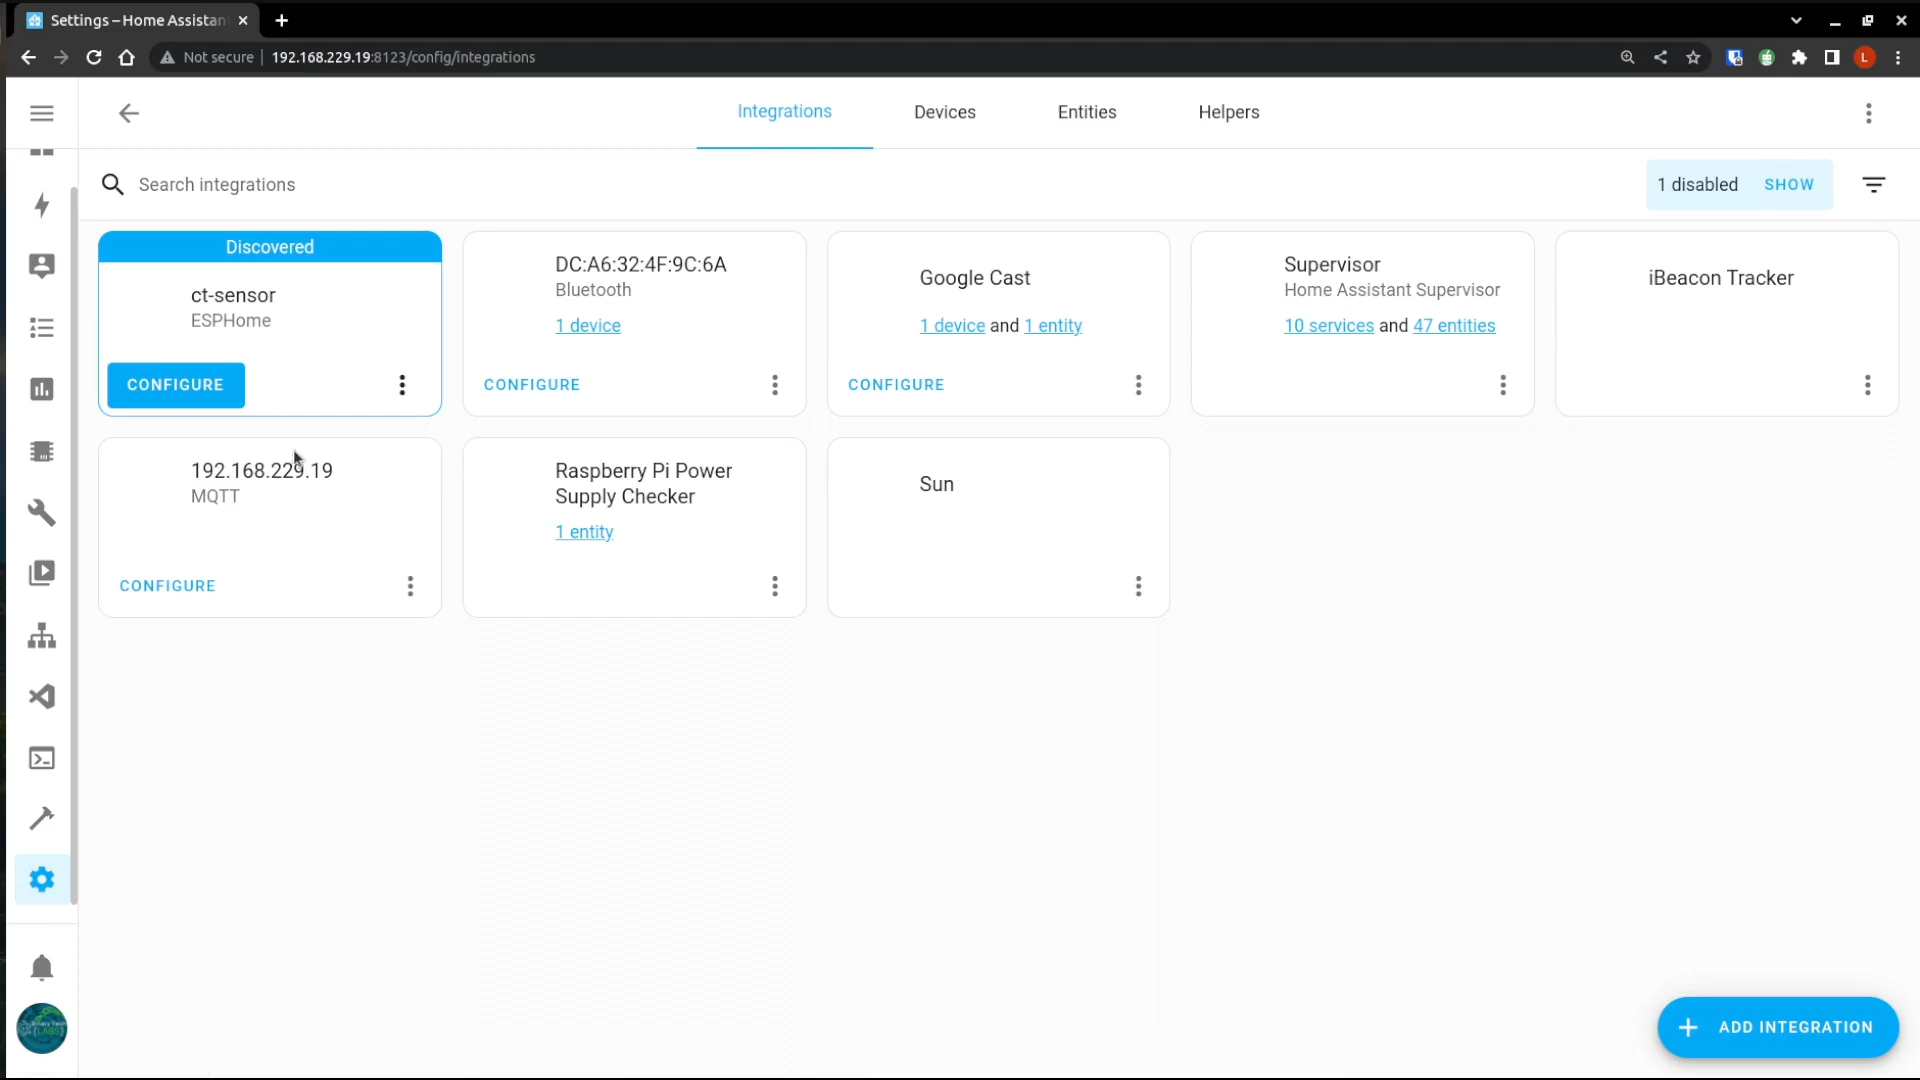 Settings – Home Assistan
Not secure
192.168.229.19:8123/config/integrations
L
Integrations
Devices
Entities
Helpers
Search integrations
1 disabled
SHOW
Discovered
ct-sensor
ESPHome
CONFIGURE
DC:A6:32:4F:9C:6A
Bluetooth
1 device
CONFIGURE
Google Cast
1 device and 1 entity
CONFIGURE
Supervisor
Home Assistant Supervisor
10 services and 47 entities
iBeacon Tracker
192.168.229.19
MQTT
CONFIGURE
Raspberry Pi Power
Supply Checker
1 entity
Sun
ADD INTEGRATION